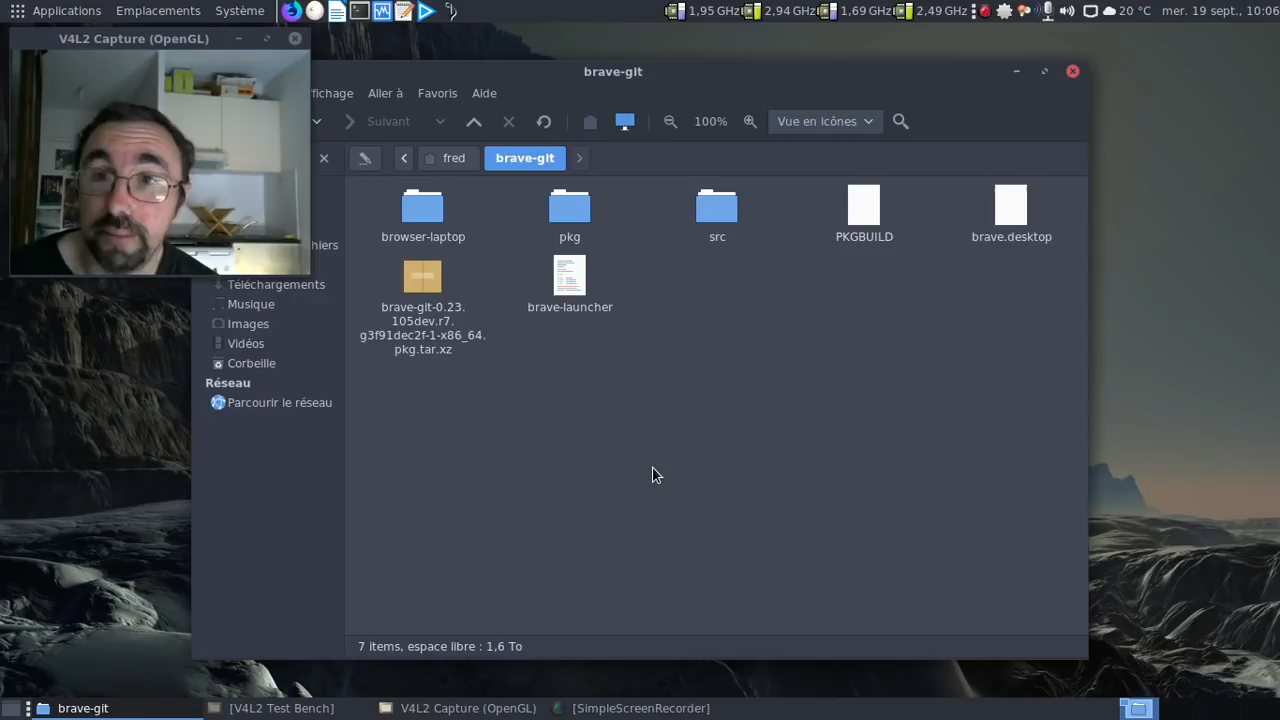 Applications Emplacements Système
1,95 GHz 2,94 GHz 1,69 GHz 2,49 GHz 20 °C mer. 19 sept., 10:06
V4L2 Capture (OpenGL)
brave-git
ffichage Aller à Favoris Aide
Suivant 100% Vue en icônes
fred brave-git
browser-laptop pkg src PKGBUILD brave.desktop
brave-git-0.23.
105dev.r7.
g3f91dec2f-1-x86_64.
pkg.tar.xz
brave-launcher
hiers
Téléchargements
Musique
Images
Vidéos
Corbeille
Réseau
Parcourir le réseau
7 items, espace libre : 1,6 To
brave-git [V4L2 Test Bench] V4L2 Capture (OpenGL) [SimpleScreenRecorder]